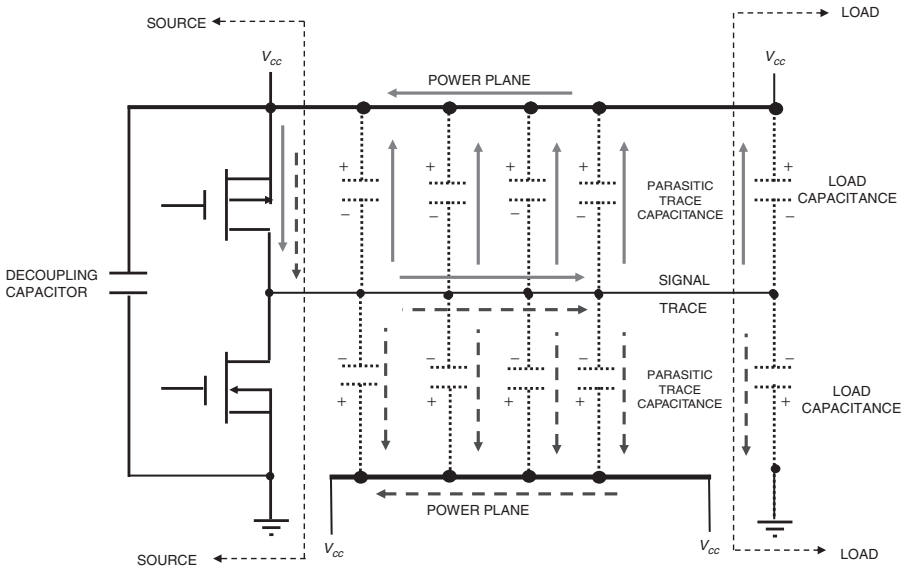 SOURCE
LOAD
Vcc
Vcc
POWER PLANE
+
+
+
+
+
−
−
−
−
−
PARASITIC
TRACE
CAPACITANCE
LOAD
CAPACITANCE
DECOUPLING
CAPACITOR
SIGNAL
TRACE
−
−
−
−
−
+
+
+
+
+
PARASITIC
TRACE
CAPACITANCE
LOAD
CAPACITANCE
POWER PLANE
Vcc
Vcc
SOURCE
LOAD